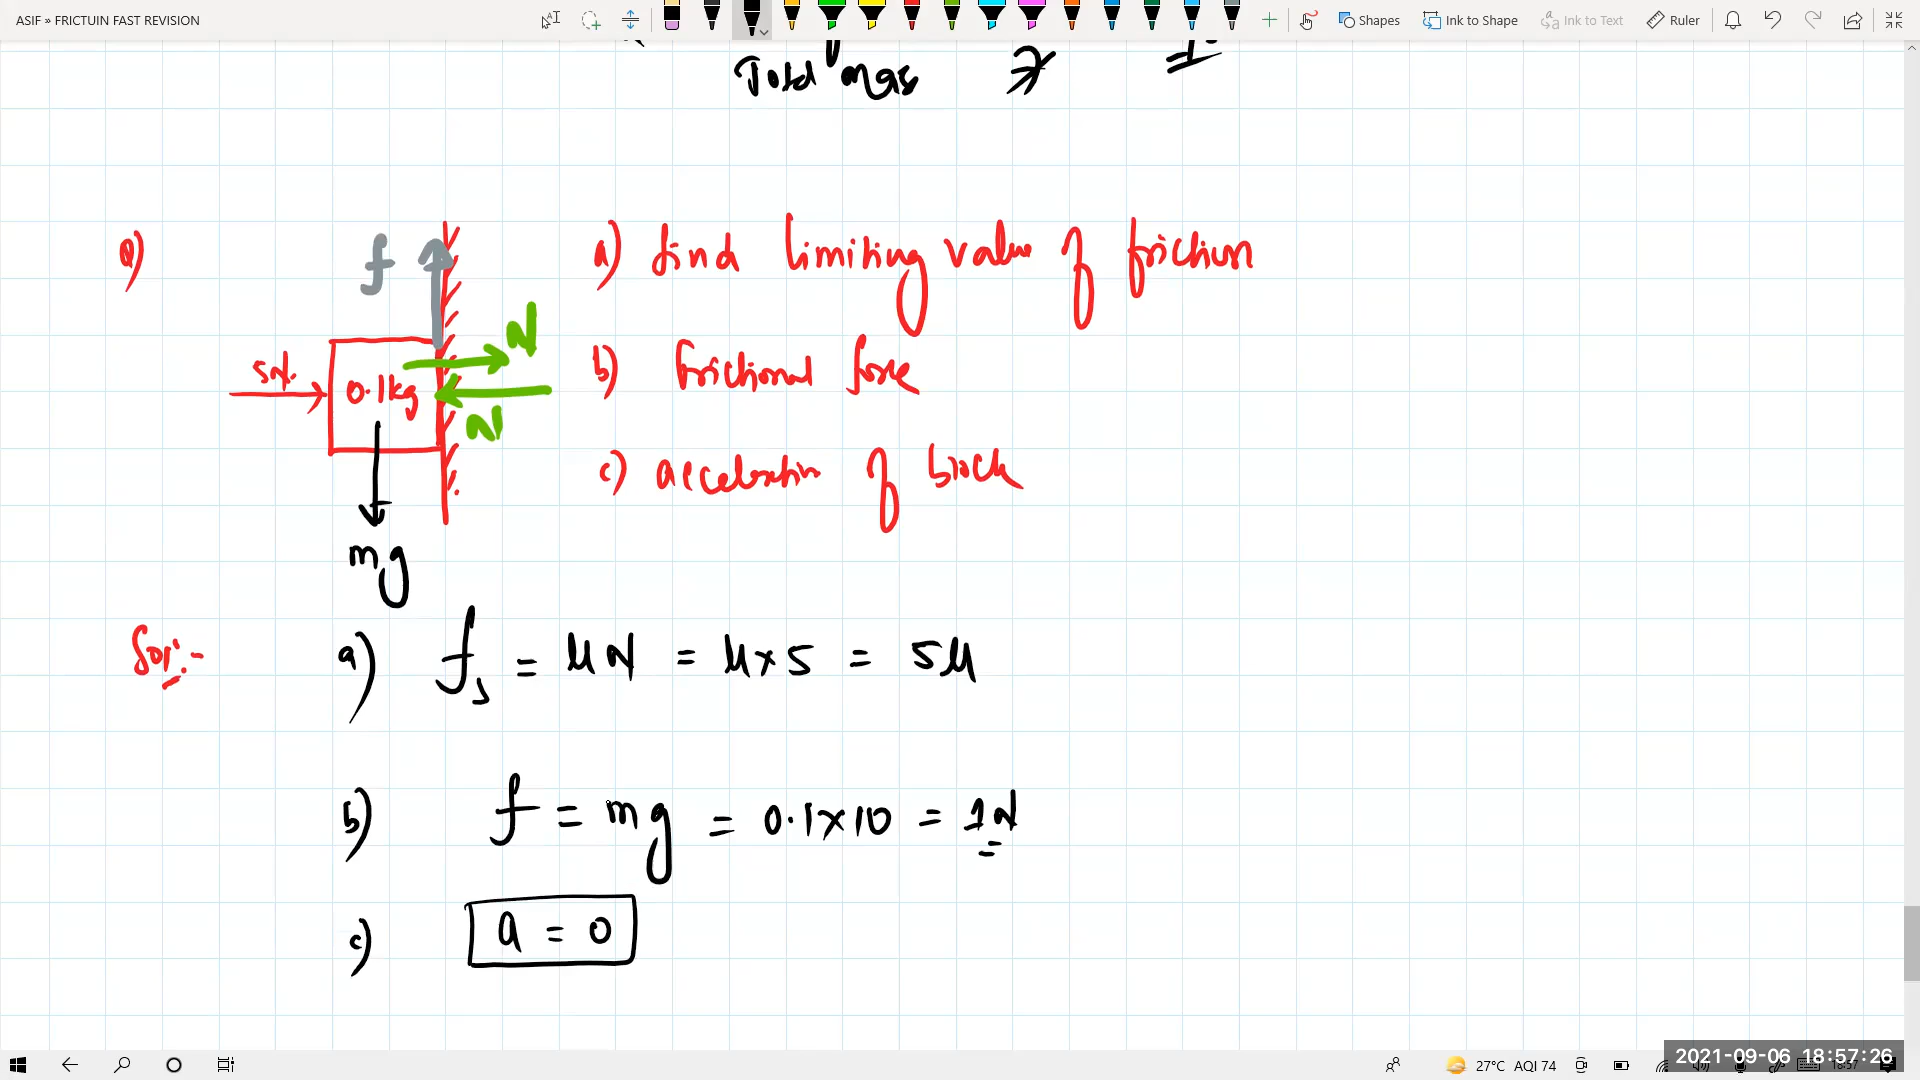 ASIF » FRICTUIN FAST REVISION
Shapes
Ink to Shape
Ink to Text
Ruler
Total mass
Q)
f
a) find limiting value of friction
N
5N
0.1kg
b) frictional force
N
c) acceleration of block
mg
Sol:-
a) fs = μN = μ×5 = 5μ
b) f = mg = 0.1×10 = 1N
c) a = 0
27°C AQI 74
2021-09-06 18:57:26